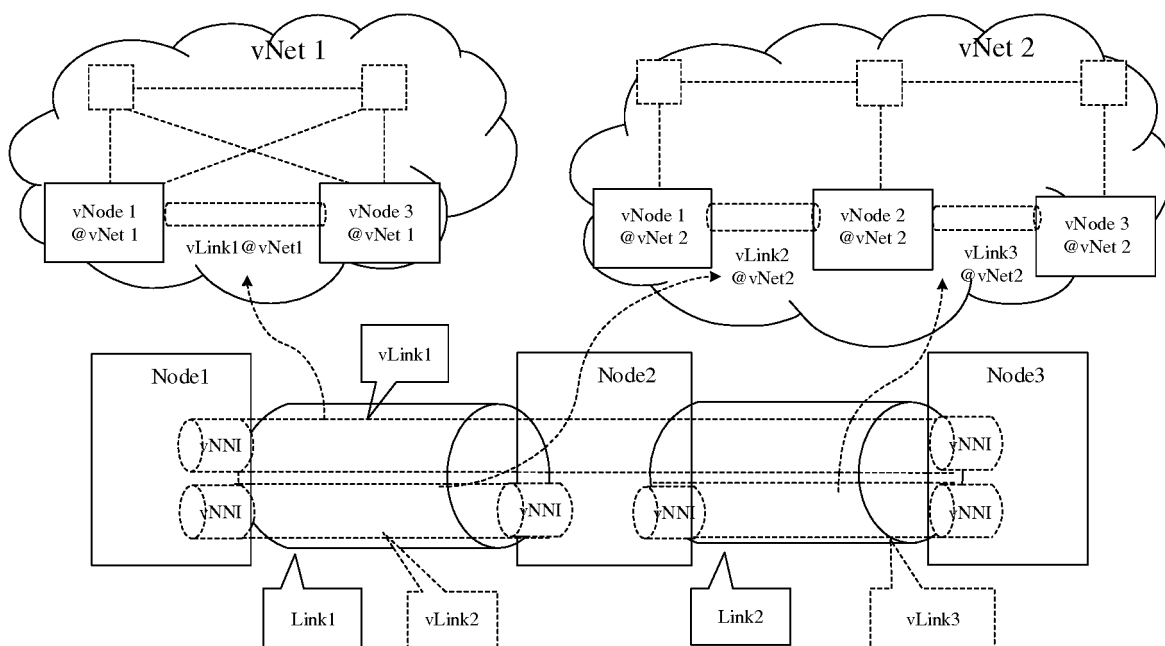 vNet 1
vNet 2
vNode 1
@vNet 1
vNode 3
@vNet 1
vLink1@vNet1
vNode 1
@vNet 2
vNode 2
@vNet 2
vNode 3
@vNet 2
vLink2
@vNet2
vLink3
@vNet2
vLink1
Node1
Node2
Node3
vNNI
vNNI
vNNI
vNNI
vNNI
vNNI
Link1
vLink2
Link2
vLink3